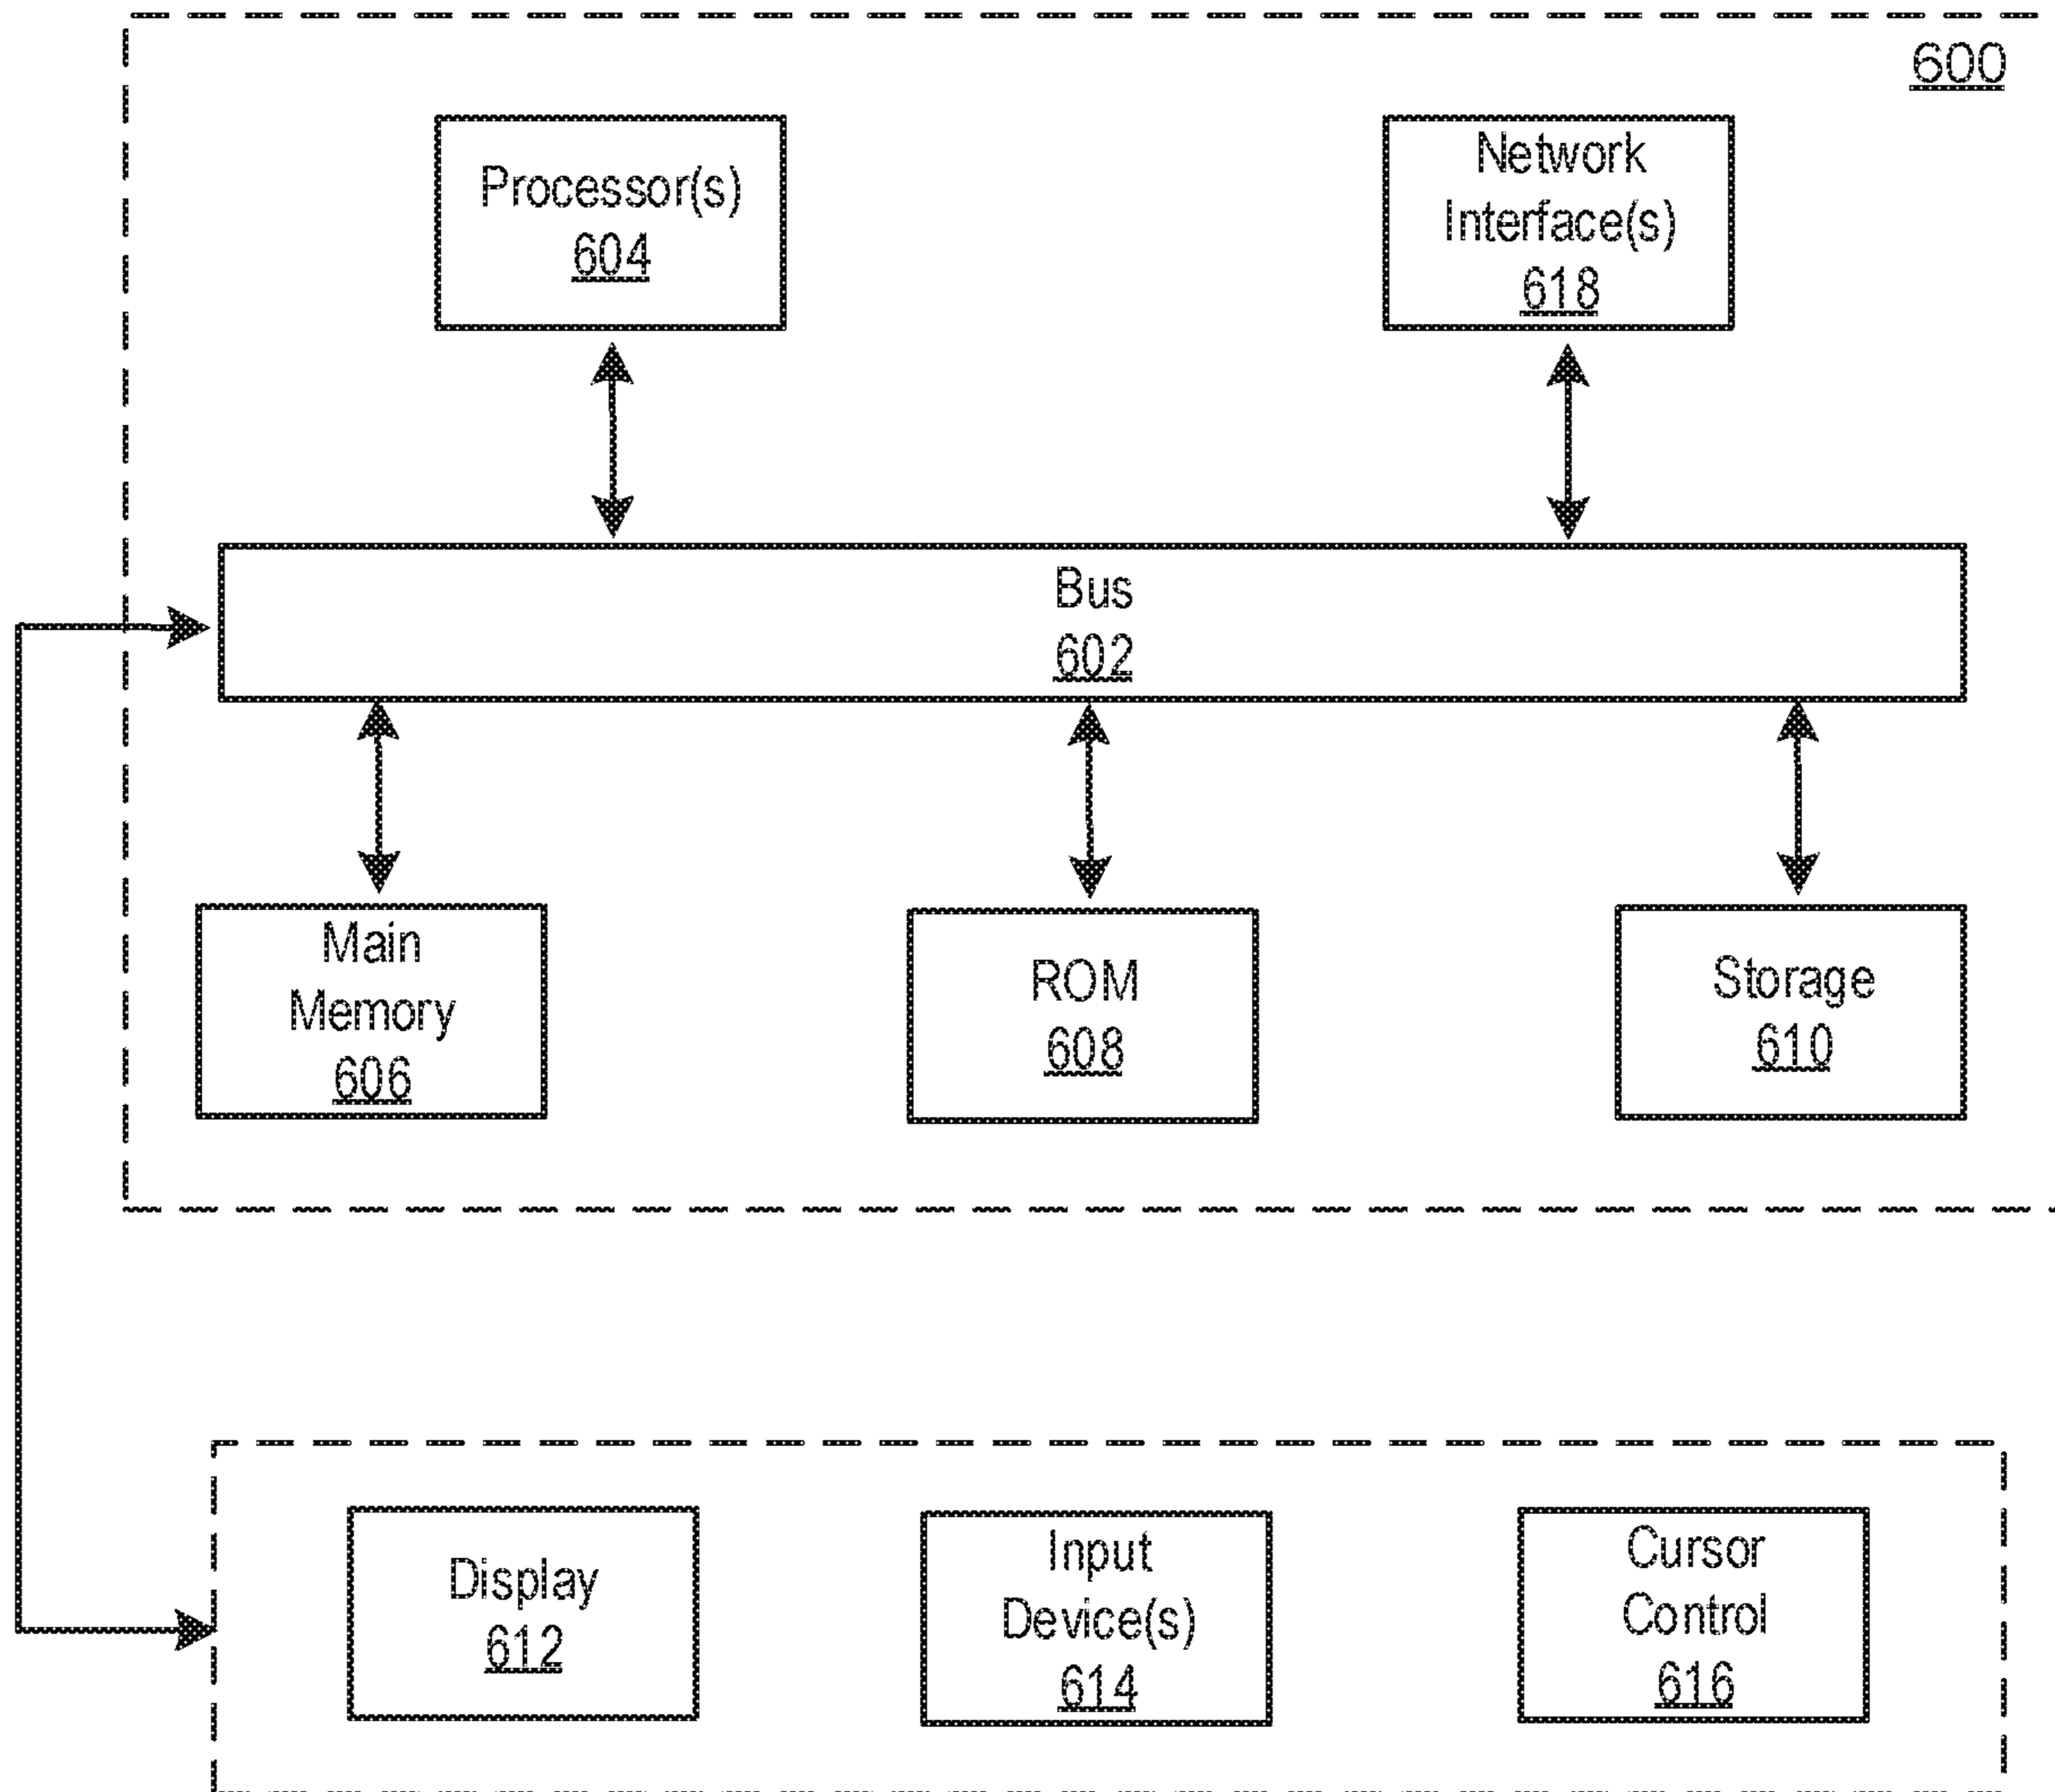 600
Processor(s)
604
Network
Interface(s)
618
Bus
602
Main
Memory
606
ROM
608
Storage
610
Display
612
Input
Device(s)
614
Cursor
Control
616